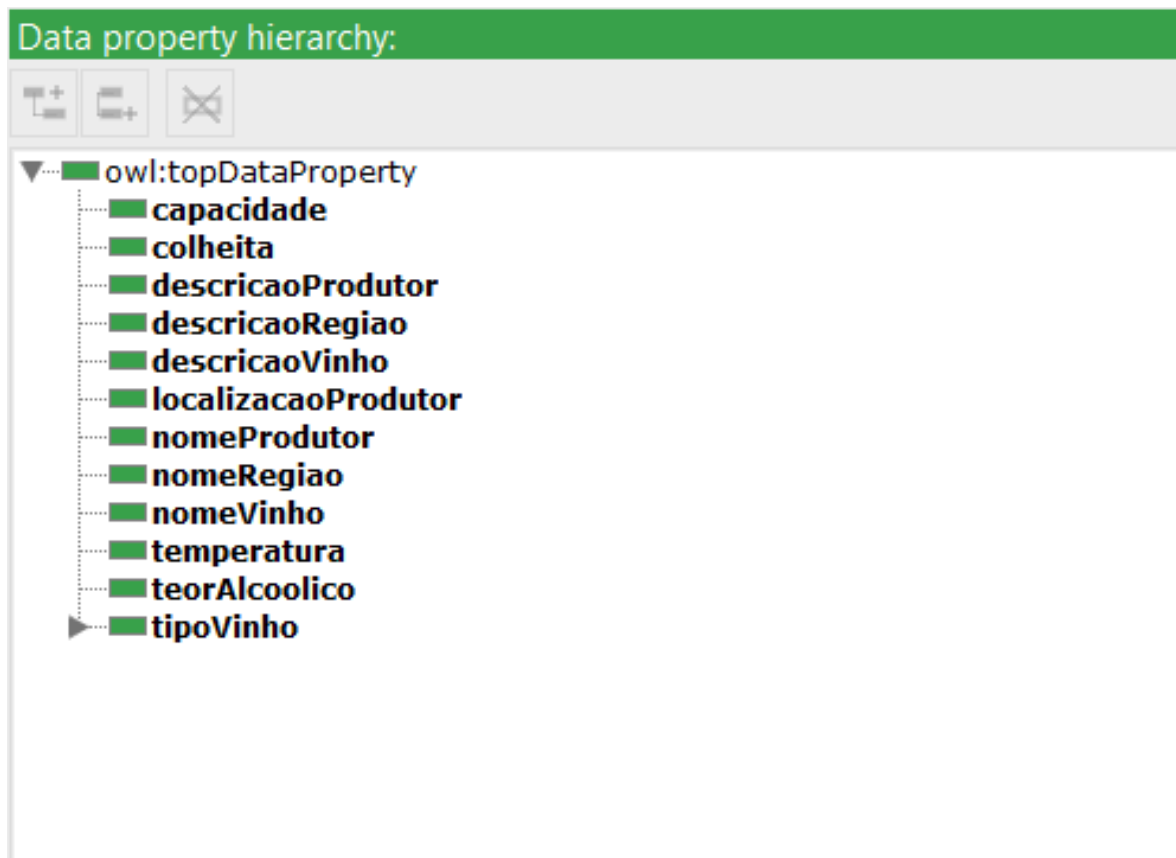 Data property hierarchy:
owl:topDataProperty
capacidade
colheita
descricaoProdutor
descricaoRegiao
descricaoVinho
localizacaoProdutor
nomeProdutor
nomeRegiao
nomeVinho
temperatura
teorAlcoolico
tipoVinho